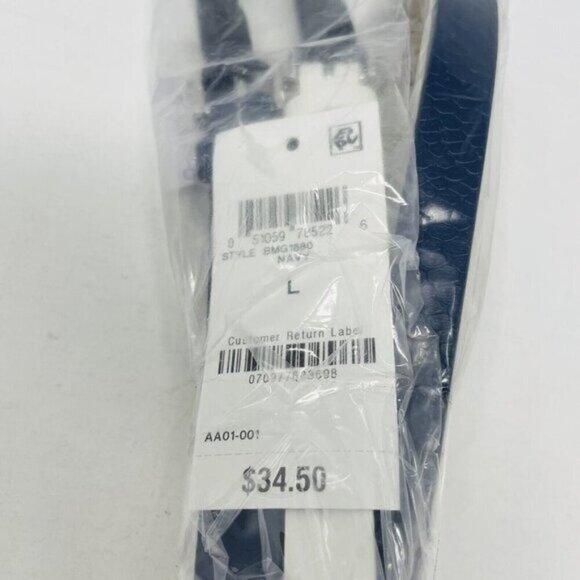 STYLE BMG1880
NAVY
L
Customer Return Label
AA01-001
$34.50